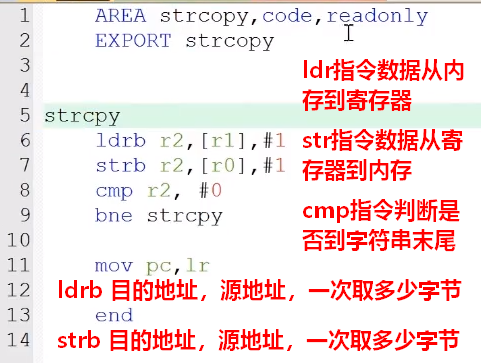 1 AREA strcopy,code,readonly
2 EXPORT strcopy
3
ldr指令数据从内
4
存到寄存器
5 strcpy
6 ldrb r2,[r1],#1
str指令数据从寄
7 strb r2,[r0],#1
存器到内存
8 cmp r2, #0
cmp指令判断是
9 bne strcpy
否到字符串末尾
10
11 mov pc,lr
12 ldrb 目的地址，源地址，一次取多少字节
13 end
14 strb 目的地址，源地址，一次取多少字节